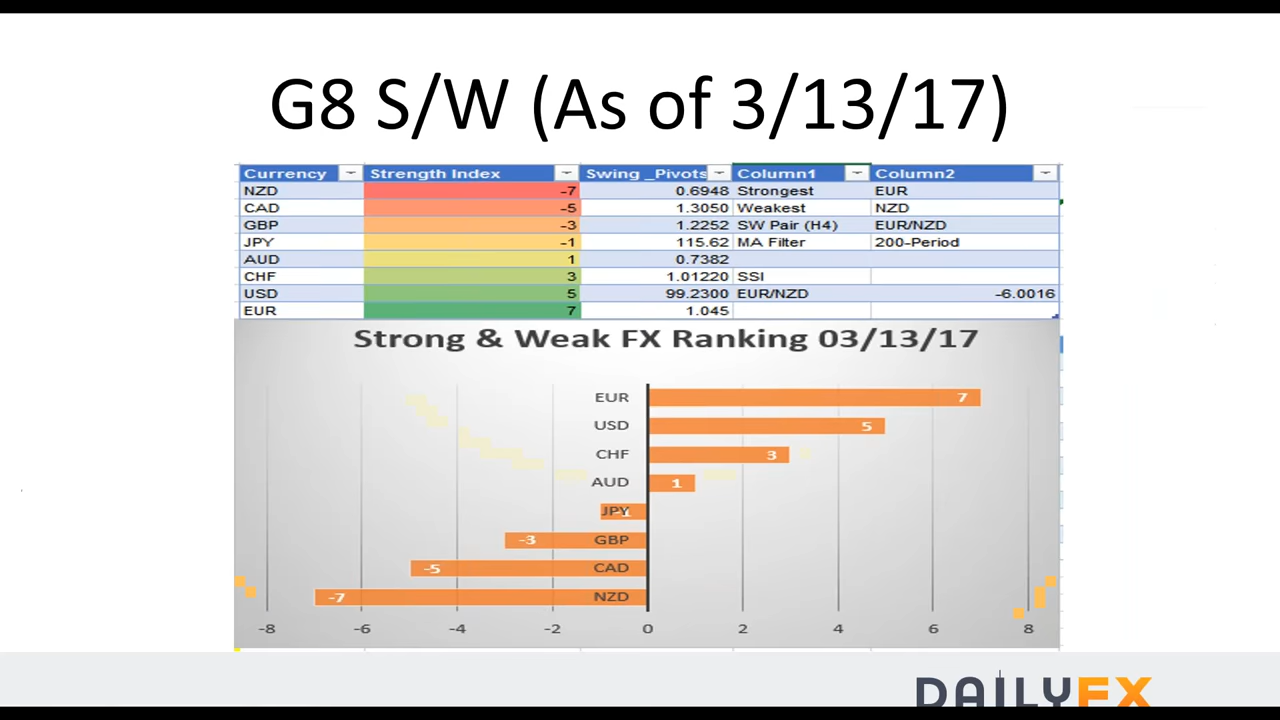 G8 S/W (As of 3/13/17)
Currency Strength Index Swing _Pivots Column1 Column2
NZD -7 0.6948 Strongest EUR
CAD -5 1.3050 Weakest NZD
GBP -3 1.2252 SW Pair (H4) EUR/NZD
JPY -1 115.62 MA Filter 200-Period
AUD 1 0.7382
CHF 3 1.01220 SSI
USD 5 99.2300 EUR/NZD -6.0016
EUR 7 1.045
Strong & Weak FX Ranking 03/13/17
EUR 7
USD 5
CHF 3
AUD 1
JPY -1
-3 GBP
-5 CAD
-7 NZD
-8 -6 -4 -2 0 2 4 6 8
DAILYFX